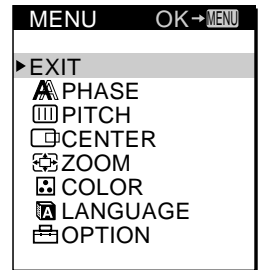 MENU OK→MENU
EXIT
PHASE
PITCH
CENTER
ZOOM
COLOR
LANGUAGE
OPTION